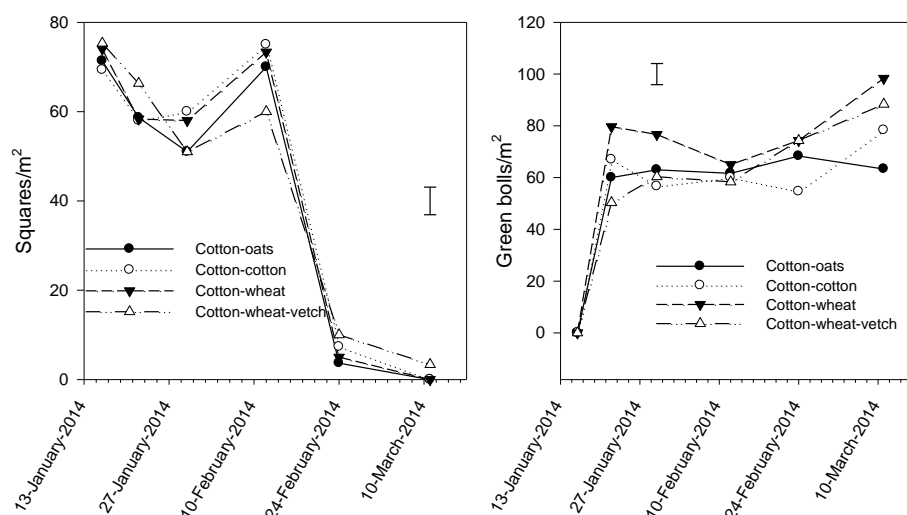 80
60
40
20
0
Squares/m²
Cotton-oats
Cotton-cotton
Cotton-wheat
Cotton-wheat-vetch
13-January-2014
27-January-2014
10-February-2014
24-February-2014
10-March-2014
120
100
80
60
40
20
0
Green bolls/m²
Cotton-oats
Cotton-cotton
Cotton-wheat
Cotton-wheat-vetch
13-January-2014
27-January-2014
10-February-2014
24-February-2014
10-March-2014